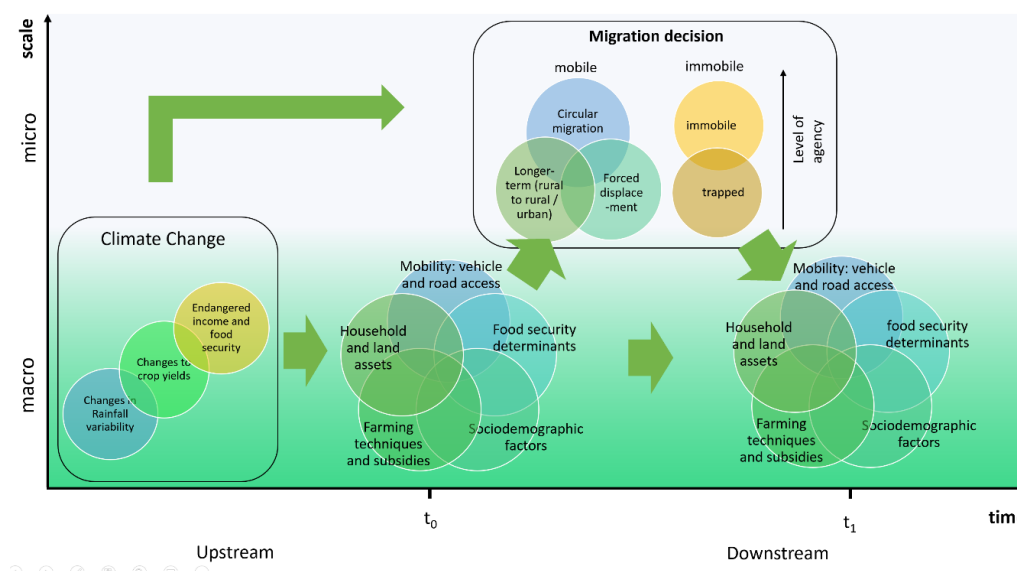 scale
micro
macro
Migration decision
mobile
immobile
Circular
migration
Longer-
term (rural
to rural /
urban)
Forced
displace
-ment
immobile
trapped
Level of
agency
Climate Change
Endangered
income and
food
security
Changes to
crop yields
Changes in
Rainfall
variability
Mobility: vehicle
and road access
Household
and land
assets
Food security
determinants
Farming
techniques
and subsidies
Sociodemographic
factors
Mobility: vehicle
and road access
Household
and land
assets
food security
determinants
Farming
techniques
and subsidies
Sociodemographic
factors
t0
t1
tim
Upstream
Downstream